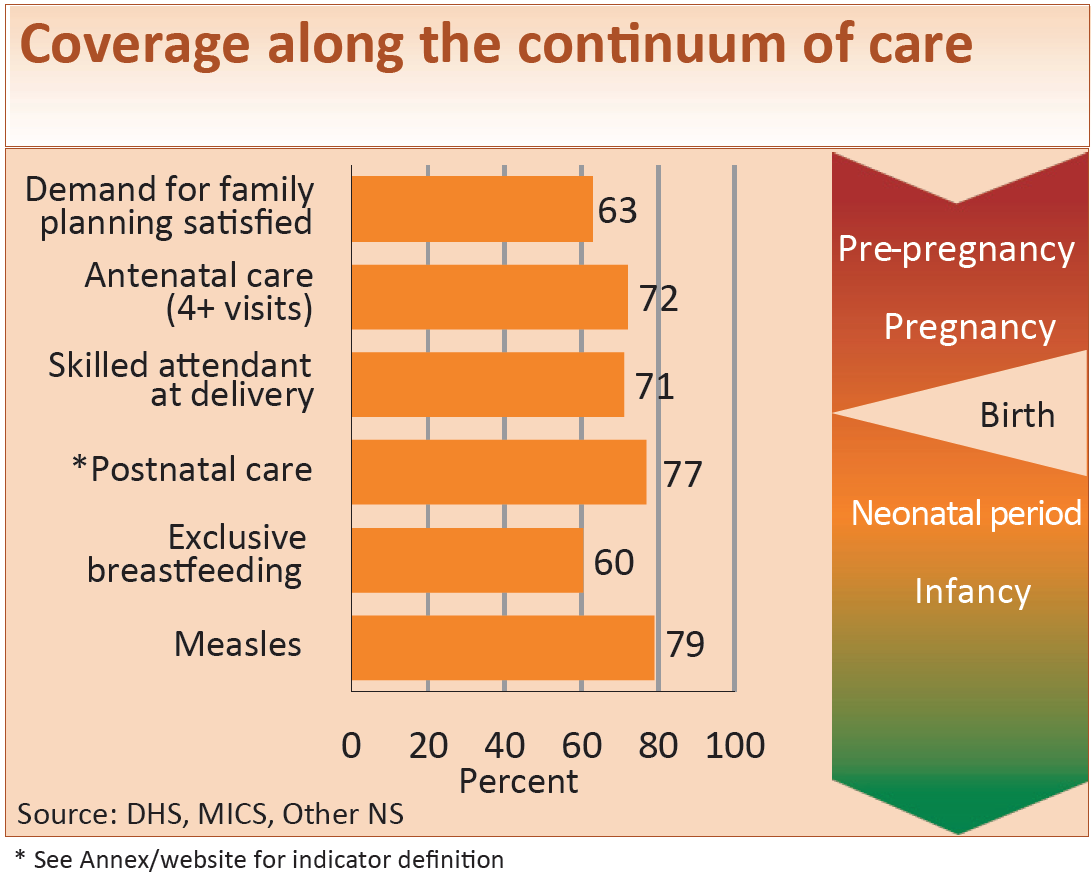 Coverage along the continuum of care
Demand for family
planning satisfied
63
Antenatal care
(4+ visits)
72
Skilled attendant
at delivery
71
*Postnatal care
77
Exclusive
breastfeeding
60
Measles
79
0 20 40 60 80 100
Percent
Source: DHS, MICS, Other NS
Pre-pregnancy
Pregnancy
Birth
Neonatal period
Infancy
* See Annex/website for indicator definition